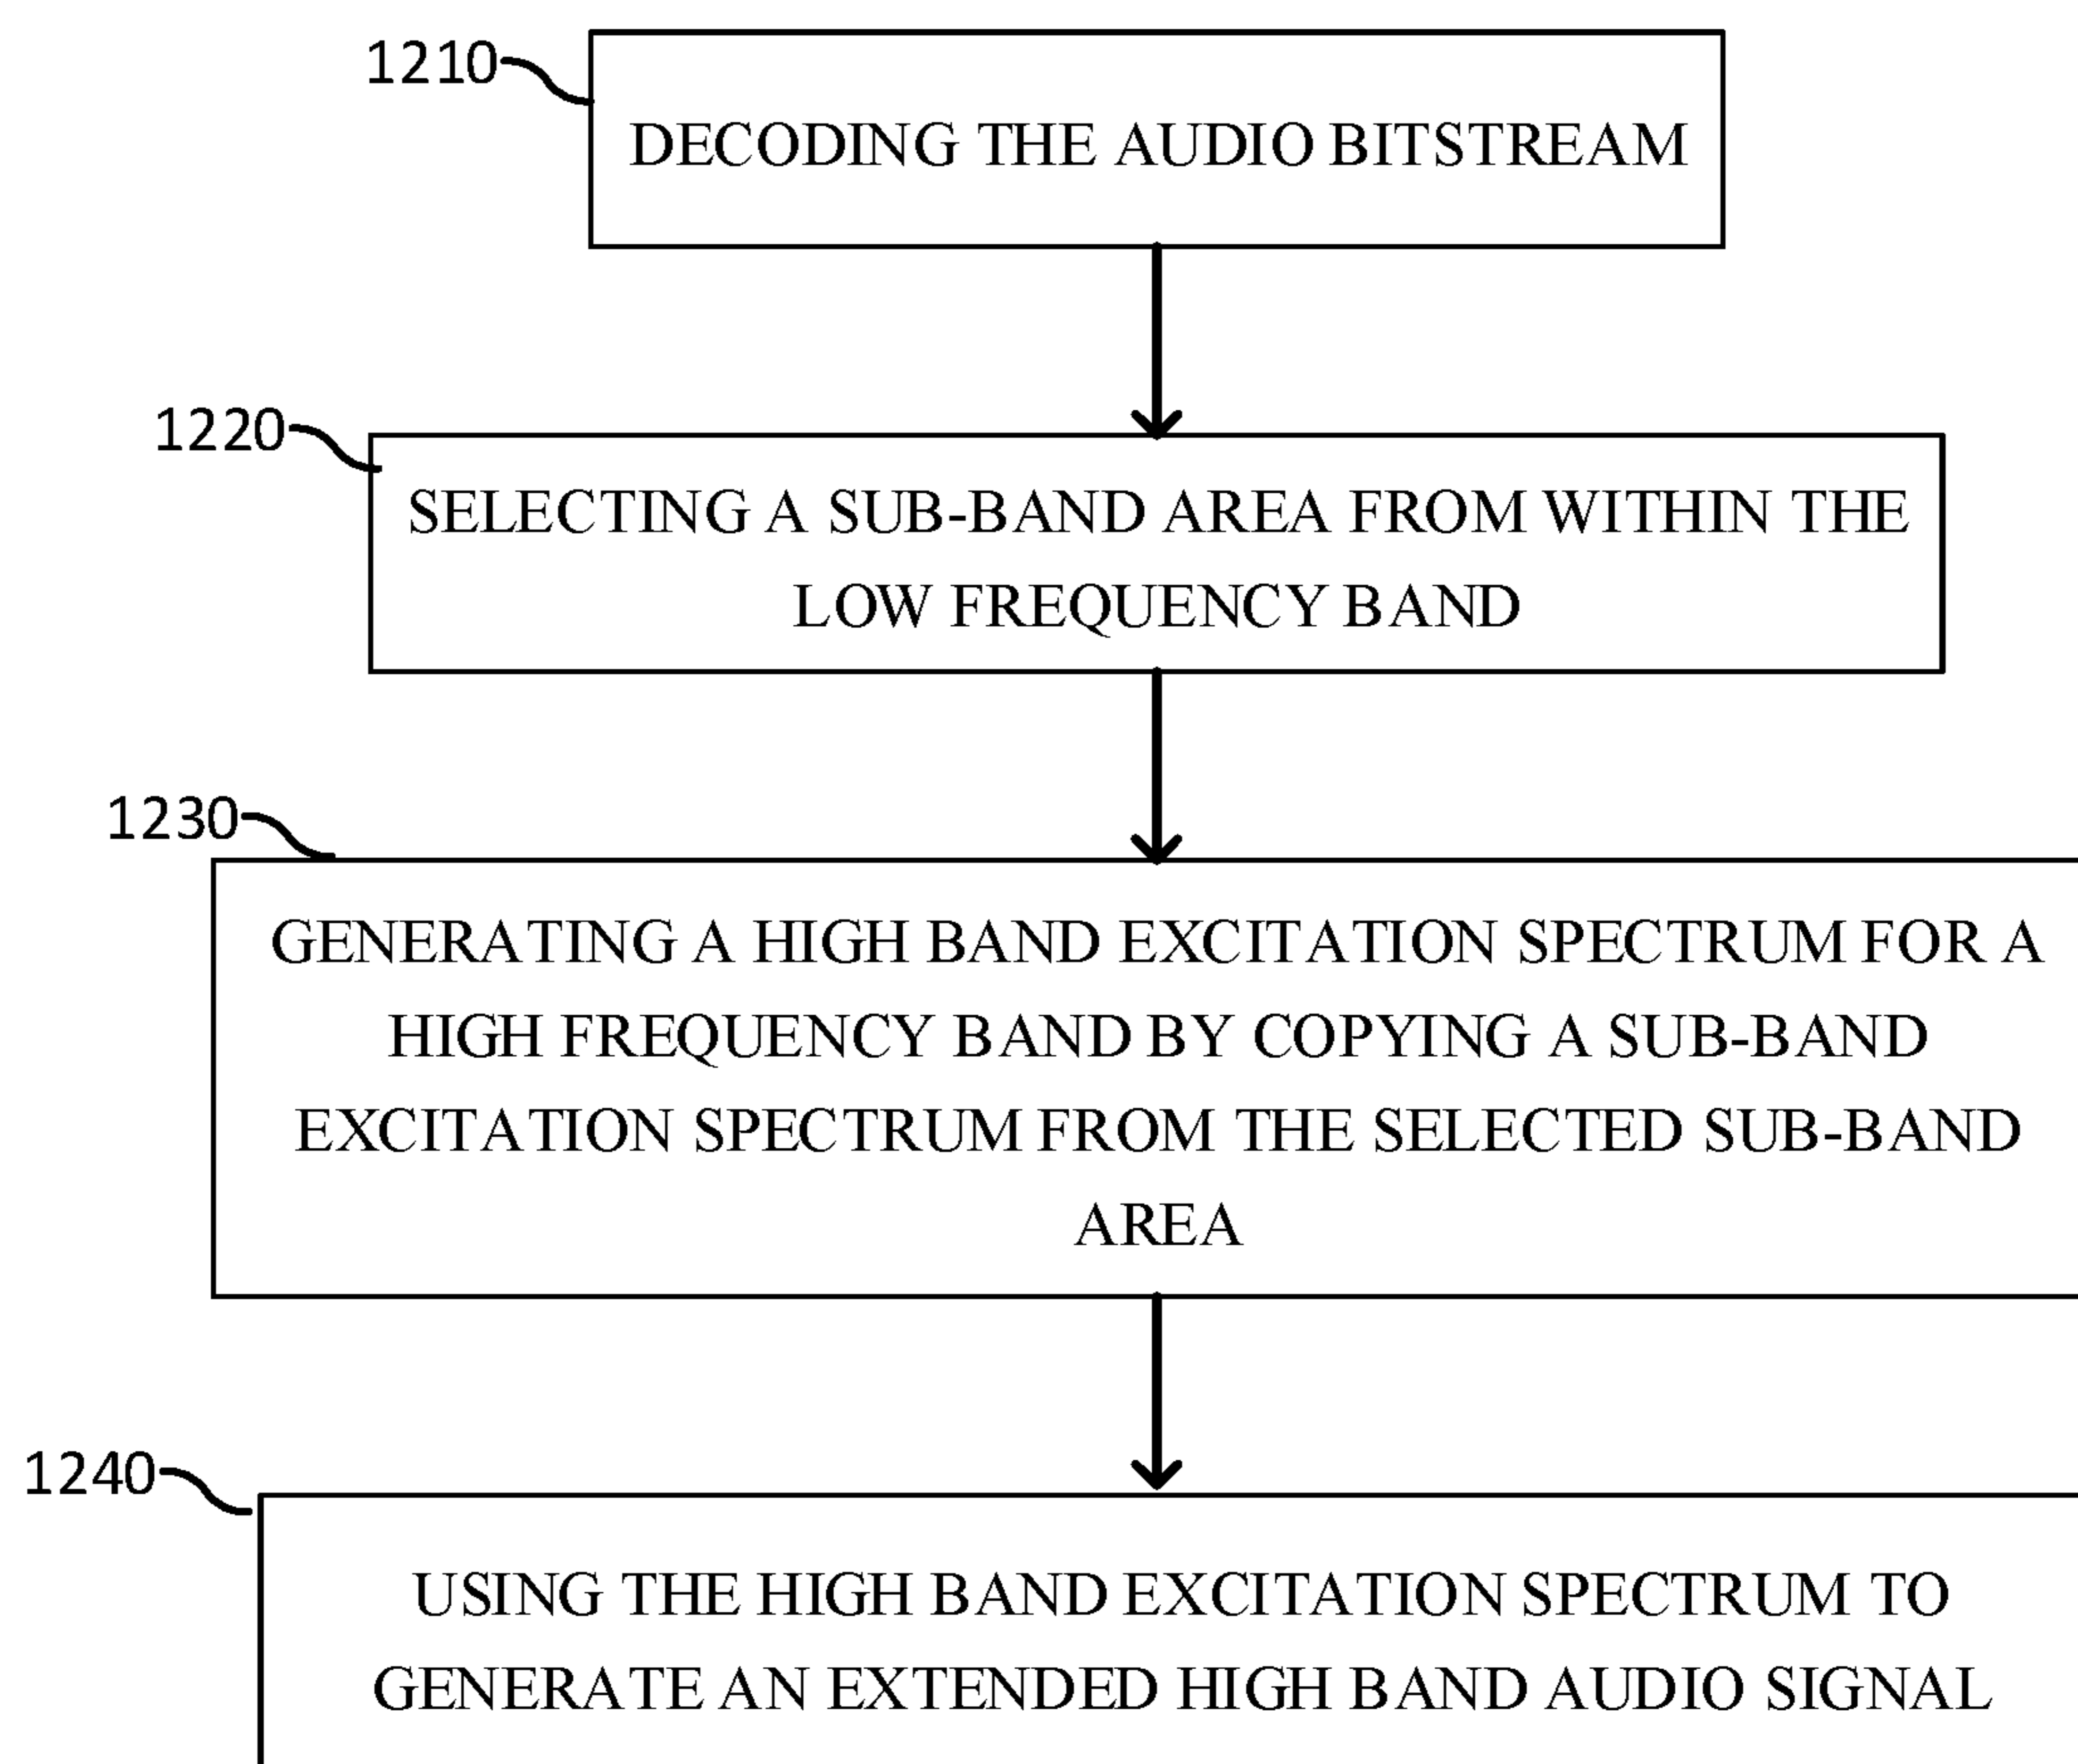 1210
DECODING THE AUDIO BITSTREAM
1220
SELECTING A SUB-BAND AREA FROM WITHIN THE
LOW FREQUENCY BAND
1230
GENERATING A HIGH BAND EXCITATION SPECTRUM FOR A
HIGH FREQUENCY BAND BY COPYING A SUB-BAND
EXCITATION SPECTRUM FROM THE SELECTED SUB-BAND
AREA
1240
USING THE HIGH BAND EXCITATION SPECTRUM TO
GENERATE AN EXTENDED HIGH BAND AUDIO SIGNAL